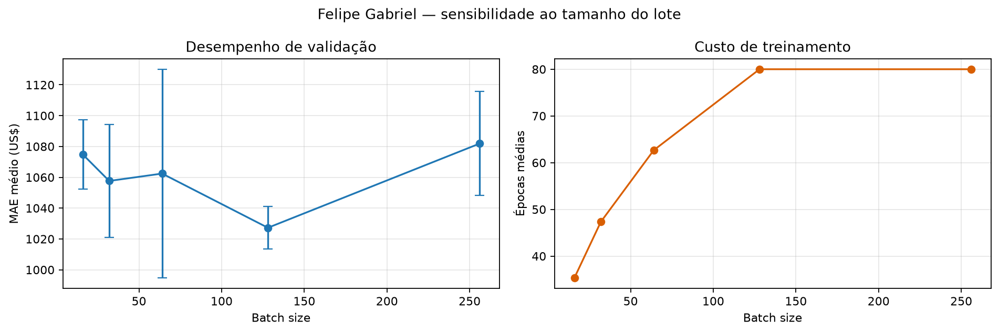 Felipe Gabriel — sensibilidade ao tamanho do lote
Desempenho de validação
MAE médio (US$)
1120
1100
1080
1060
1040
1020
1000
50 100 150 200 250
Batch size
Custo de treinamento
Épocas médias
80
70
60
50
40
50 100 150 200 250
Batch size